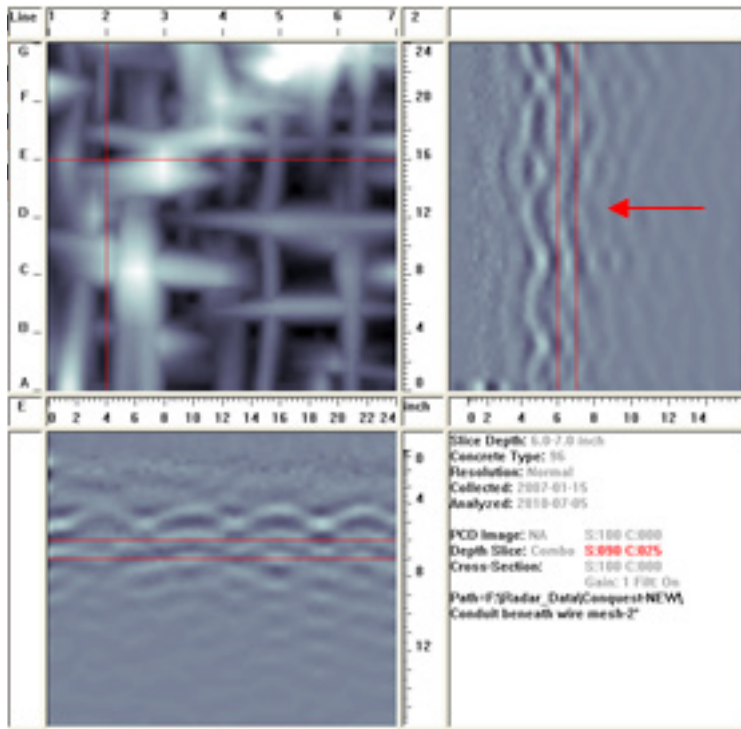 Line 1 2 3 4 5 6 7 2
G F E D C B A
24 20 16 12 8 4 0
E 0 2 4 6 8 10 12 14 16 18 20 22 24 inch 0 2 4 6 8 10 12 14
0 4 8 12
Slice Depth: 6.0-7.0 inch
Concrete Type: 96
Resolution: Normal
Collected: 2007-01-15
Analyzed: 2010-07-05
PCD Image: NA S:100 C:000
Depth Slice: Combo S:090 C:025
Cross-Section: S:100 C:000
Gain: 1 Filt: On
Path=F:\Radar_Data\Conquest-NEW\
Conduit beneath wire mesh-2"